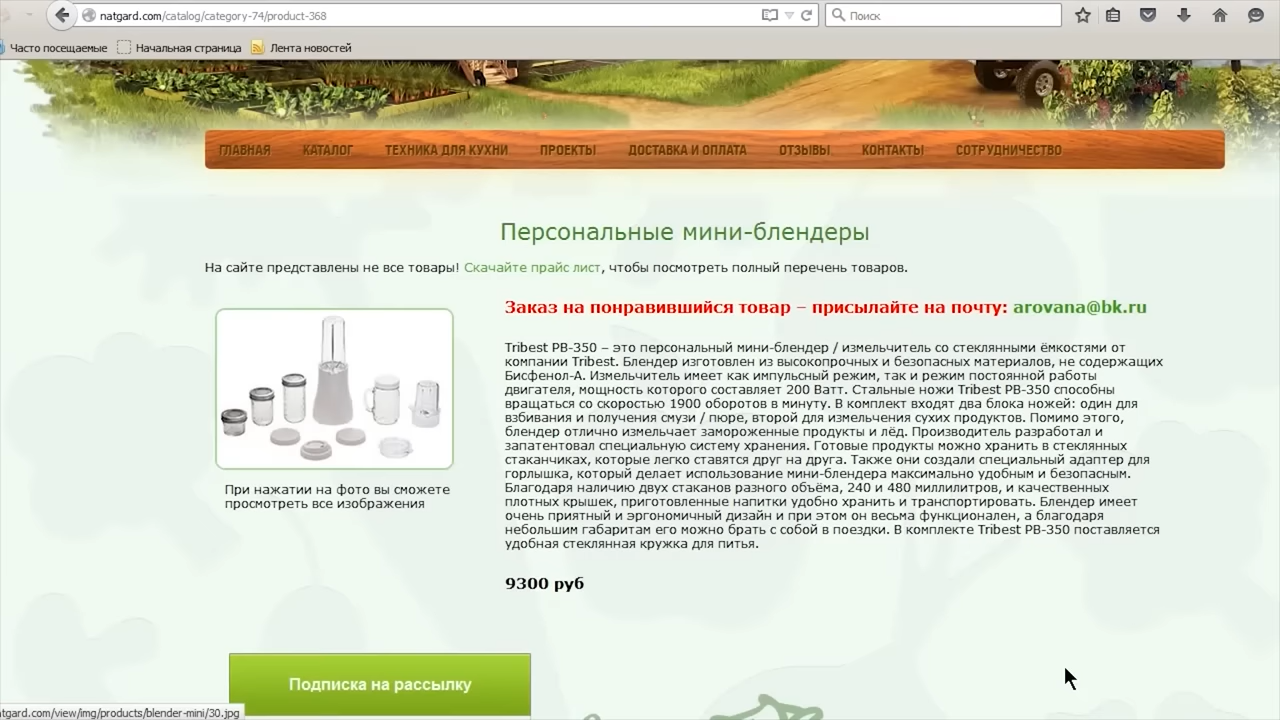 natgard.com/catalog/category-74/product-368
Поиск
Часто посещаемые
Начальная страница
Лента новостей
ГЛАВНАЯ
КАТАЛОГ
ТЕХНИКА ДЛЯ КУХНИ
ПРОЕКТЫ
ДОСТАВКА И ОПЛАТА
ОТЗЫВЫ
КОНТАКТЫ
СОТРУДНИЧЕСТВО
Персональные мини-блендеры
На сайте представлены не все товары! Скачайте прайс лист, чтобы посмотреть полный перечень товаров.
При нажатии на фото вы сможете
просмотреть все изображения
Заказ на понравившийся товар – присылайте на почту: arovana@bk.ru
Tribest PB-350 – это персональный мини-блендер / измельчитель со стеклянными ёмкостями от
компании Tribest. Блендер изготовлен из высокопрочных и безопасных материалов, не содержащих
Бисфенол-А. Измельчитель имеет как импульсный режим, так и режим постоянной работы
двигателя, мощность которого составляет 200 Ватт. Стальные ножи Tribest PB-350 способны
вращаться со скоростью 1900 оборотов в минуту. В комплект входят два блока ножей: один для
взбивания и получения смузи / пюре, второй для измельчения сухих продуктов. Помимо этого,
блендер отлично измельчает замороженные продукты и лёд. Производитель разработал и
запатентовал специальную систему хранения. Готовые продукты можно хранить в стеклянных
стаканчиках, которые легко ставятся друг на друга. Также они создали специальный адаптер для
горлышка, который делает использование мини-блендера максимально удобным и безопасным.
Благодаря наличию двух стаканов разного объёма, 240 и 480 миллилитров, и качественных
плотных крышек, приготовленные напитки удобно хранить и транспортировать. Блендер имеет
очень приятный и эргономичный дизайн и при этом он весьма функционален, а благодаря
небольшим габаритам его можно брать с собой в поездки. В комплекте Tribest PB-350 поставляется
удобная стеклянная кружка для питья.
9300 руб
Подписка на рассылку
atgard.com/view/img/products/blender-mini/30.jpg